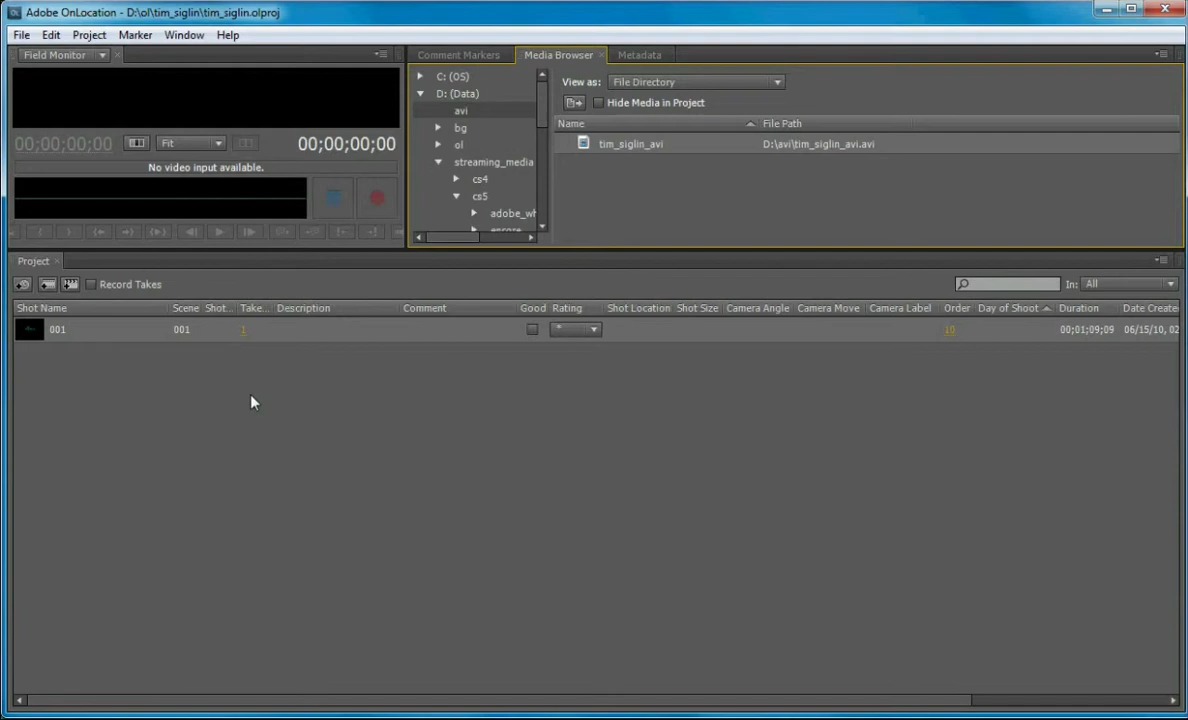 Adobe OnLocation - D:\ol\tim_siglin\tim_siglin.olproj
File Edit Project Marker Window Help
Field Monitor
Comment Markers Media Browser Metadata
C: (OS)
D: (Data)
avi
bg
ol
streaming_media
cs4
cs5
adobe_wh
encore
View as: File Directory
Hide Media in Project
Name File Path
tim_siglin_avi D:\avi\tim_siglin_avi.avi
00;00;00;00 Fit 00;00;00;00
No video input available.
Project
Record Takes In: All
Shot Name Scene Shot... Take... Description Comment Good Rating Shot Location Shot Size Camera Angle Camera Move Camera Label Order Day of Shoot Duration Date Create
001 001 1 * 10 00;01;09;09 06/15/10, 02